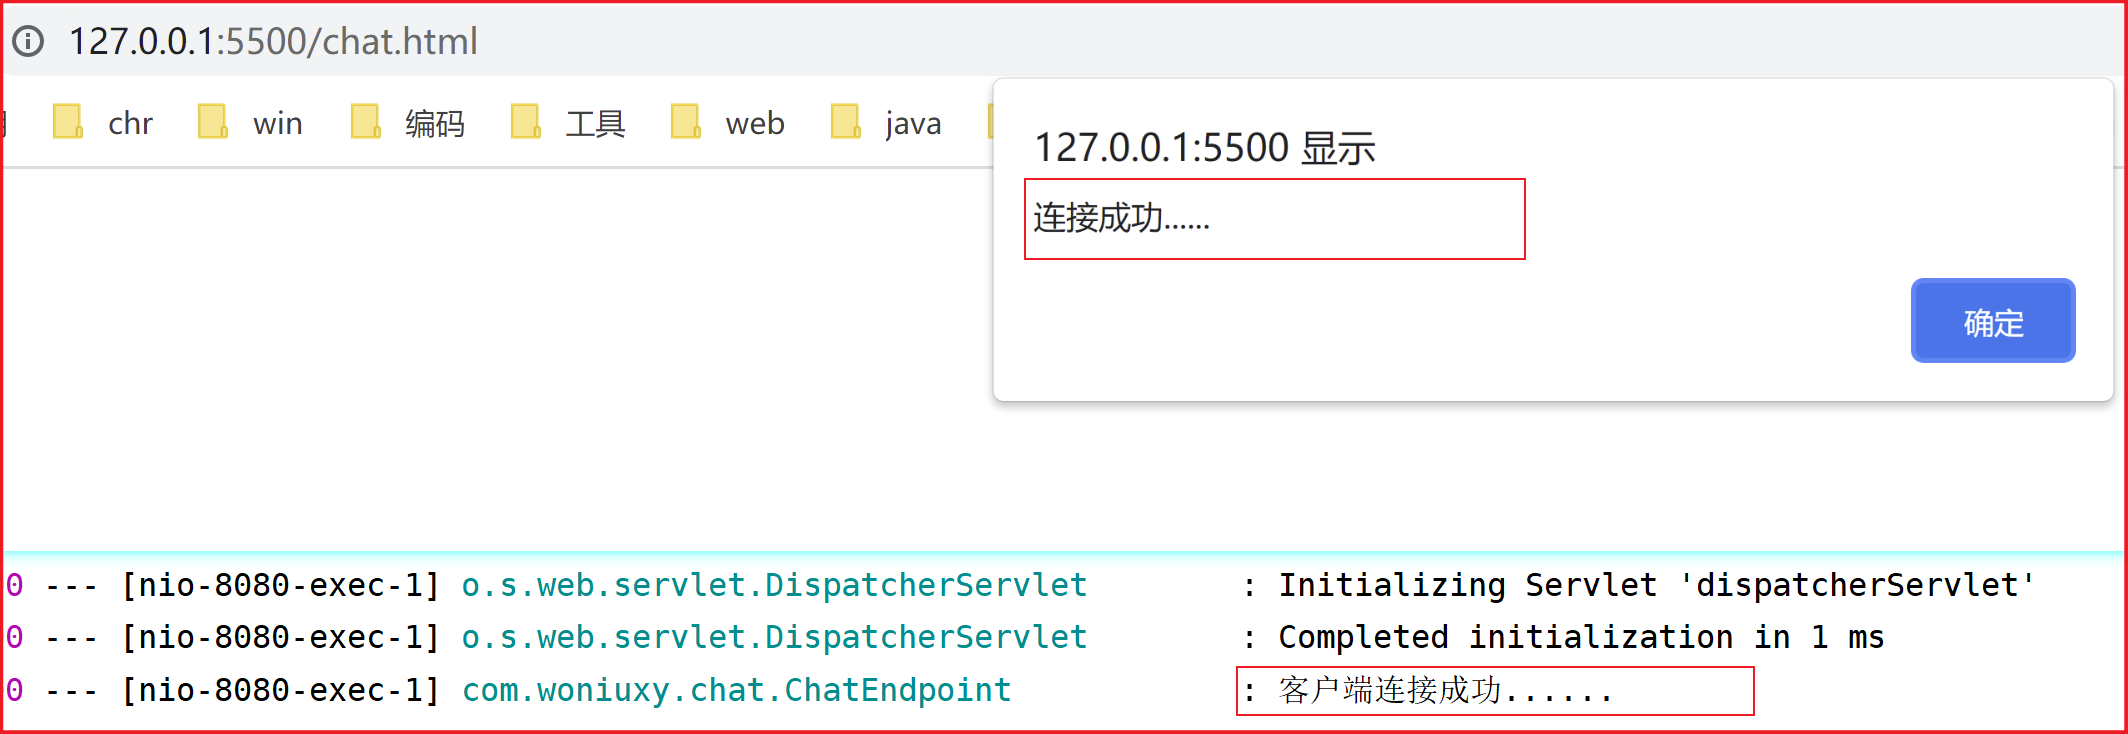 127.0.0.1:5500/chat.html
chr win 编码 工具 web java
127.0.0.1:5500 显示
连接成功......
确定
0 --- [nio-8080-exec-1] o.s.web.servlet.DispatcherServlet : Initializing Servlet 'dispatcherServlet'
0 --- [nio-8080-exec-1] o.s.web.servlet.DispatcherServlet : Completed initialization in 1 ms
0 --- [nio-8080-exec-1] com.woniuxy.chat.ChatEndpoint : 客户端连接成功......